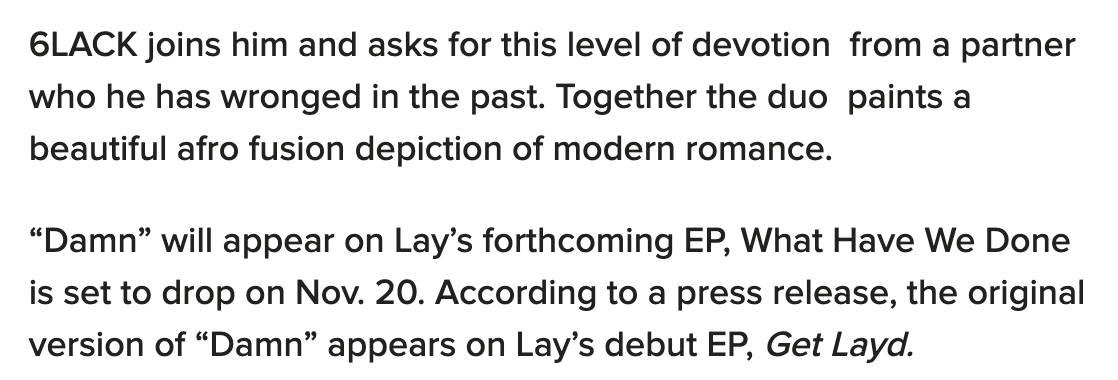 6LACK joins him and asks for this level of devotion  from a partner
who he has wronged in the past. Together the duo  paints a
beautiful afro fusion depiction of modern romance.
“Damn” will appear on Lay’s forthcoming EP, What Have We Done
is set to drop on Nov. 20. According to a press release, the original
version of “Damn” appears on Lay’s debut EP, Get Layd.